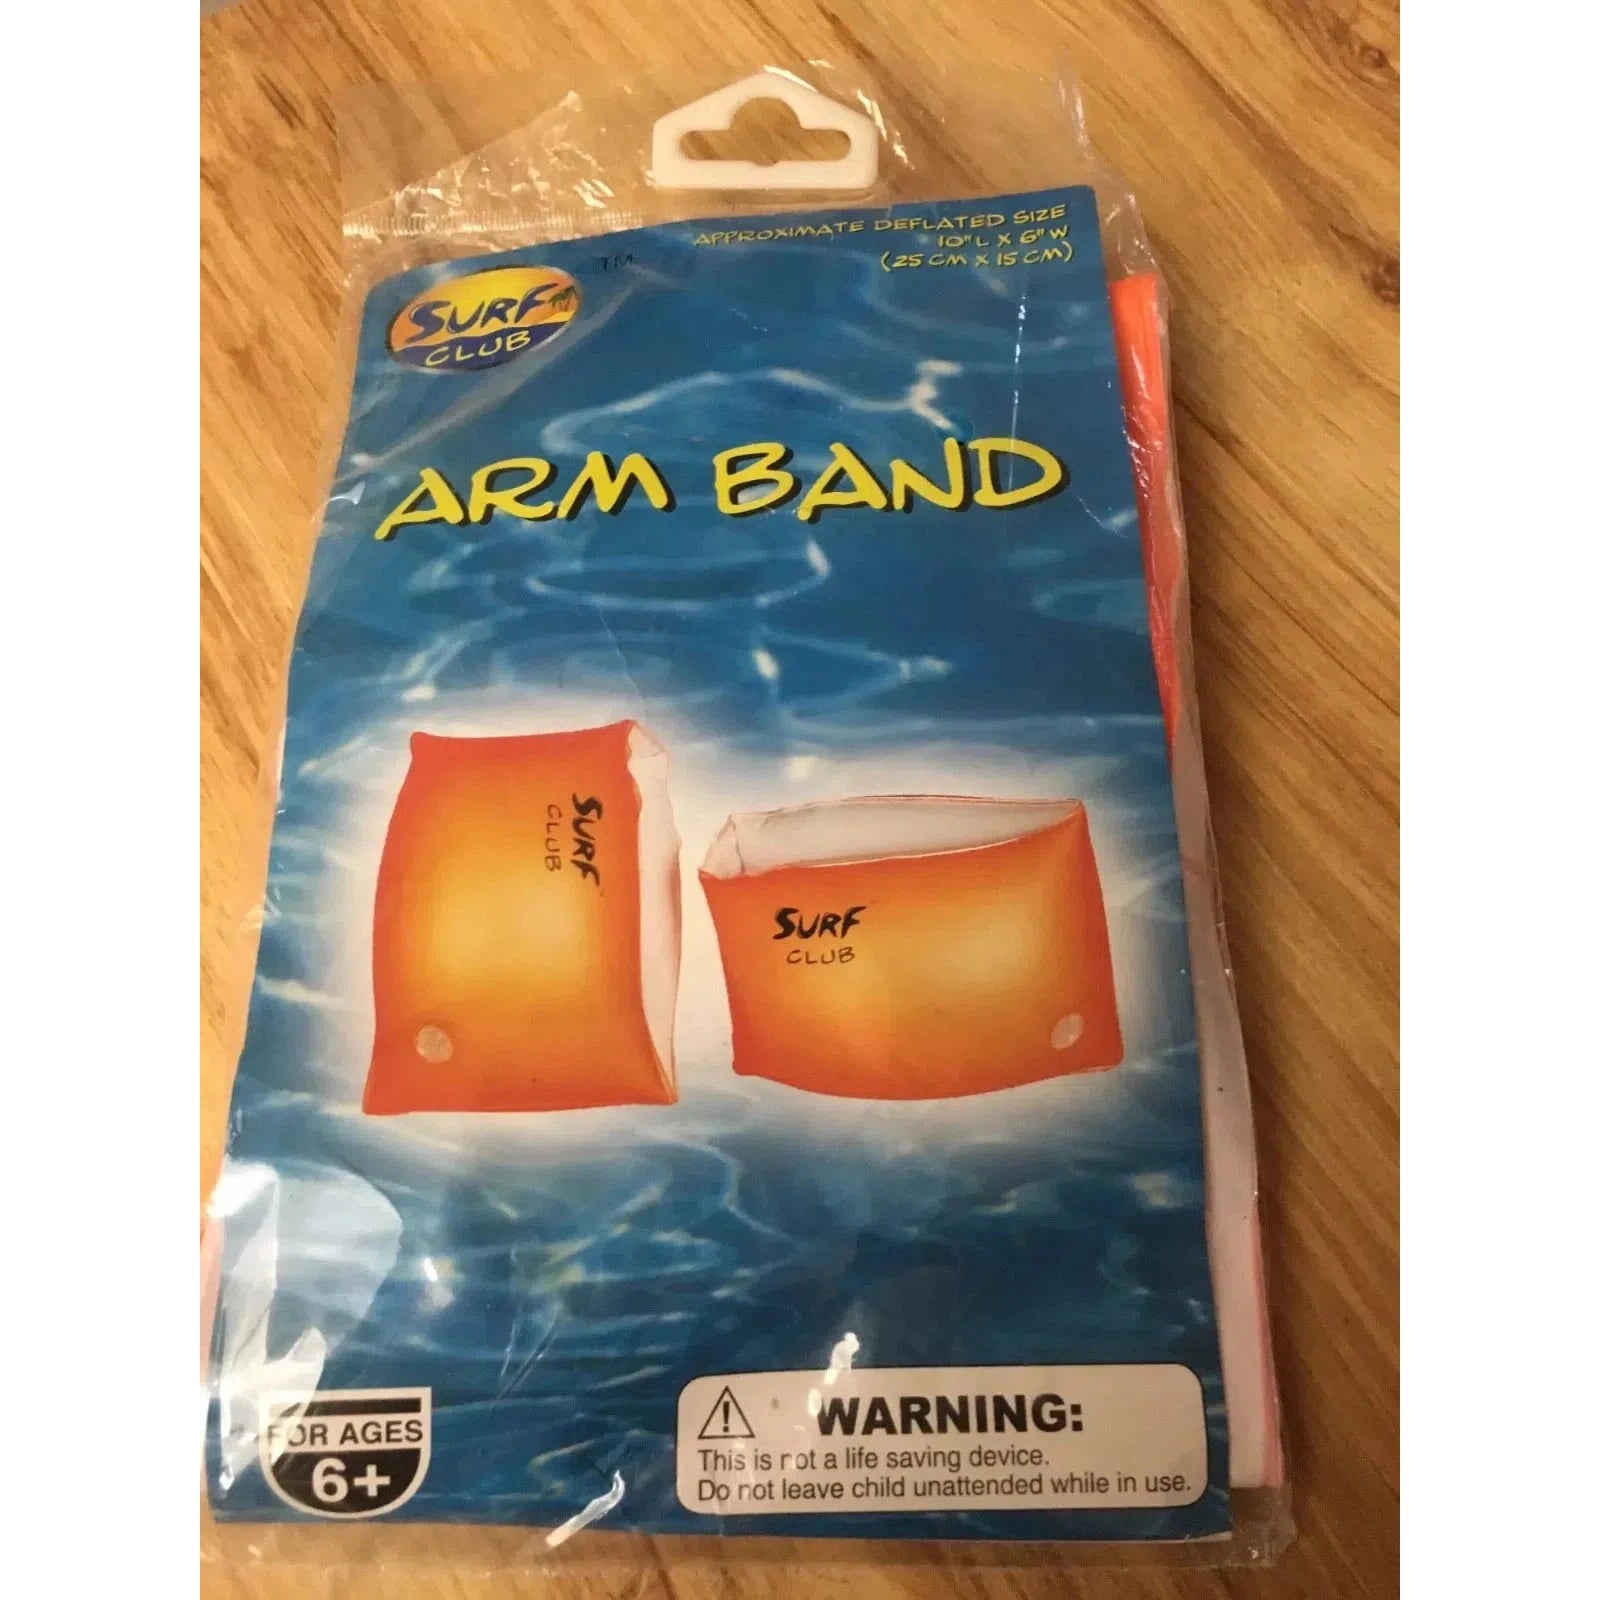 APPROXIMATE DEFLATED SIZE
10" L X 6" W
(25 CM X 15 CM)
SURF
CLUB
TM
ARM BAND
SURF
CLUB
SURF
CLUB
FOR AGES
6+
WARNING:
This is not a life saving device.
Do not leave child unattended while in use.